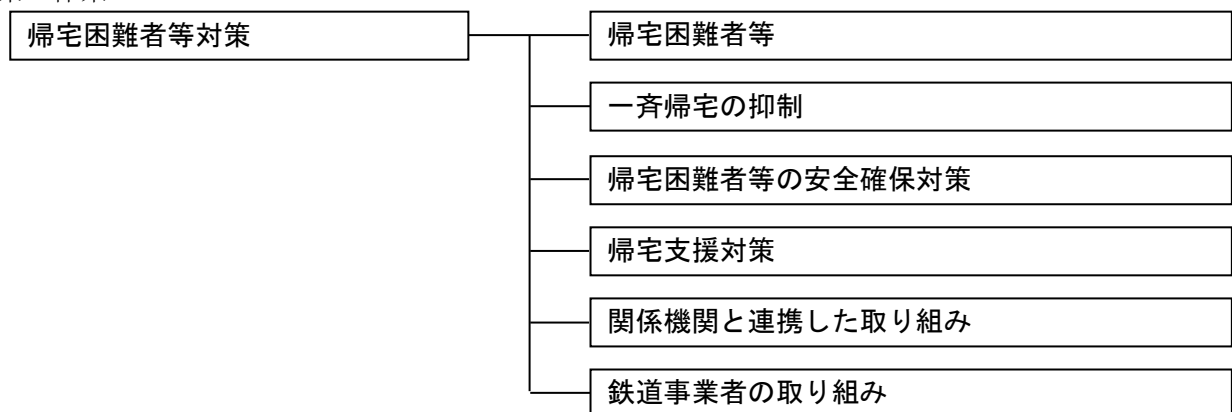 帰宅困難者等対策
帰宅困難者等
一斉帰宅の抑制
帰宅困難者等の安全確保対策
帰宅支援対策
関係機関と連携した取り組み
鉄道事業者の取り組み